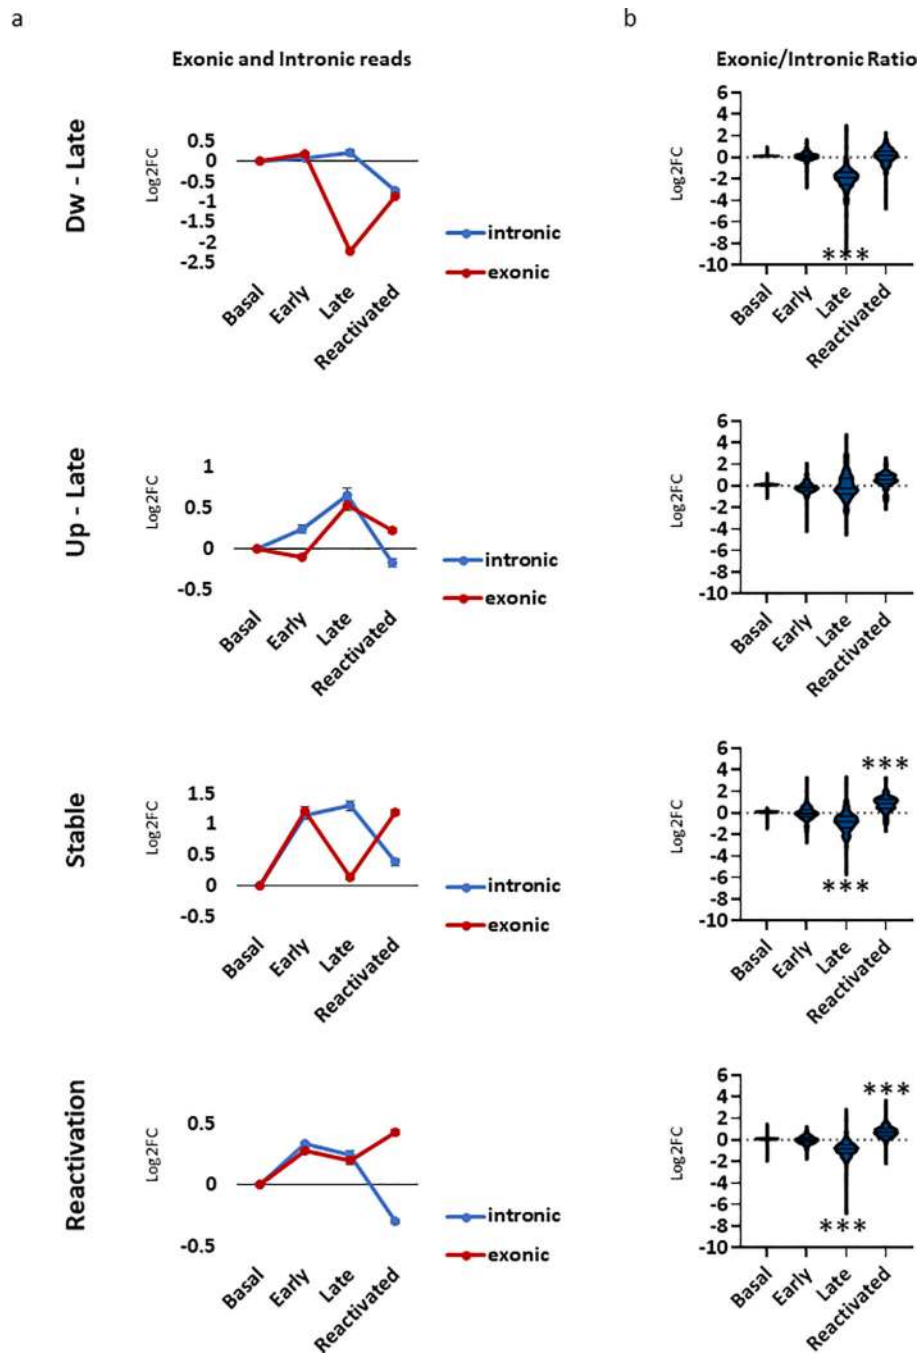 a
b
Exonic and Intronic reads
Exonic/Intronic Ratio
Dw - Late
Log2FC
0.5
0
-0.5
-1
-1.5
-2
-2.5
Basal
Early
Late
Reactivated
intronic
exonic
Log2FC
6
4
2
0
-2
-4
-6
-8
-10
***
Basal
Early
Late
Reactivated
Up - Late
Log2FC
1
0.5
0
-0.5
Basal
Early
Late
Reactivated
intronic
exonic
Log2FC
6
4
2
0
-2
-4
-6
-8
-10
Basal
Early
Late
Reactivated
Stable
Log2FC
1.5
1
0.5
0
-0.5
Basal
Early
Late
Reactivated
intronic
exonic
Log2FC
6
4
2
0
-2
-4
-6
-8
-10
***
***
Basal
Early
Late
Reactivated
Reactivation
Log2FC
0.5
0
-0.5
Basal
Early
Late
Reactivated
intronic
exonic
Log2FC
6
4
2
0
-2
-4
-6
-8
-10
***
***
Basal
Early
Late
Reactivated